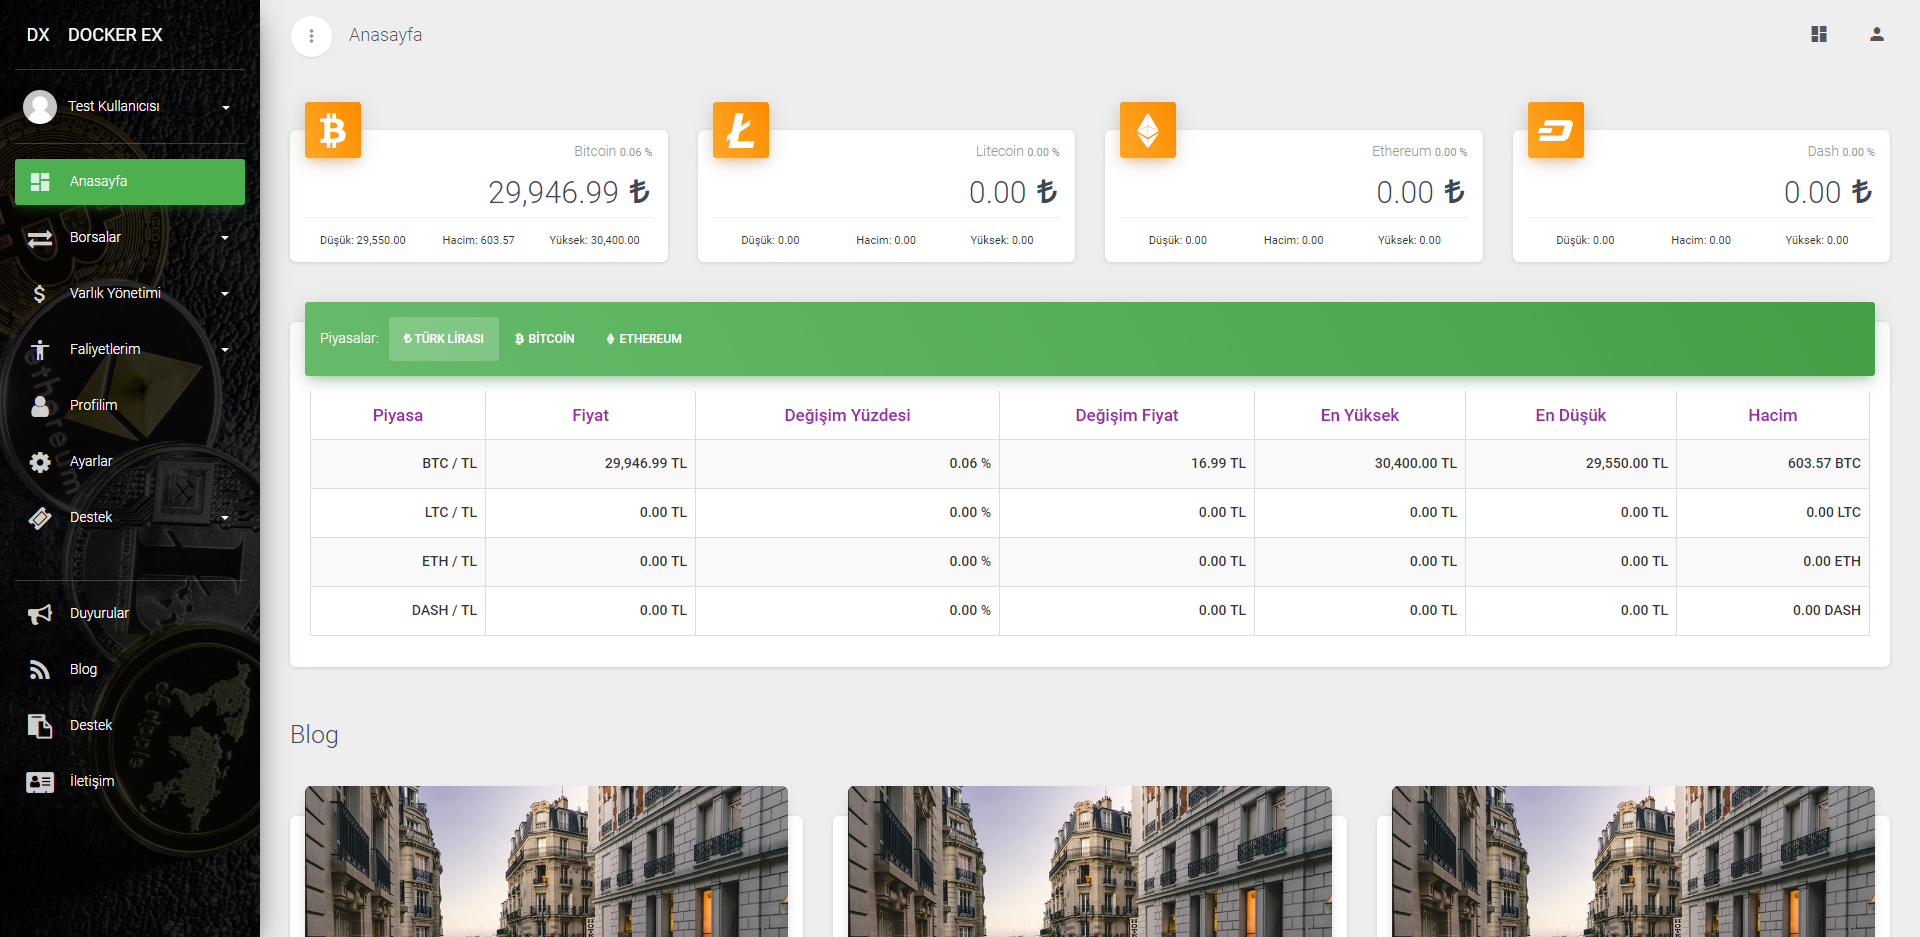 DX DOCKER EX
Test Kullanıcısı
Anasayfa
Borsalar
Varlık Yönetimi
Faliyetlerim
Profilim
Ayarlar
Destek
Duyurular
Blog
Destek
İletişim
Anasayfa
Bitcoin 0.06 %
29,946.99 ₺
Düşük: 29,550.00 Hacim: 603.57 Yüksek: 30,400.00
Litecoin 0.00 %
0.00 ₺
Düşük: 0.00 Hacim: 0.00 Yüksek: 0.00
Ethereum 0.00 %
0.00 ₺
Düşük: 0.00 Hacim: 0.00 Yüksek: 0.00
Dash 0.00 %
0.00 ₺
Düşük: 0.00 Hacim: 0.00 Yüksek: 0.00
Piyasalar: ₺ TÜRK LİRASI BİTCOİN ETHEREUM
Piyasa Fiyat Değişim Yüzdesi Değişim Fiyat En Yüksek En Düşük Hacim
BTC / TL 29,946.99 TL 0.06 % 16.99 TL 30,400.00 TL 29,550.00 TL 603.57 BTC
LTC / TL 0.00 TL 0.00 % 0.00 TL 0.00 TL 0.00 TL 0.00 LTC
ETH / TL 0.00 TL 0.00 % 0.00 TL 0.00 TL 0.00 TL 0.00 ETH
DASH / TL 0.00 TL 0.00 % 0.00 TL 0.00 TL 0.00 TL 0.00 DASH
Blog